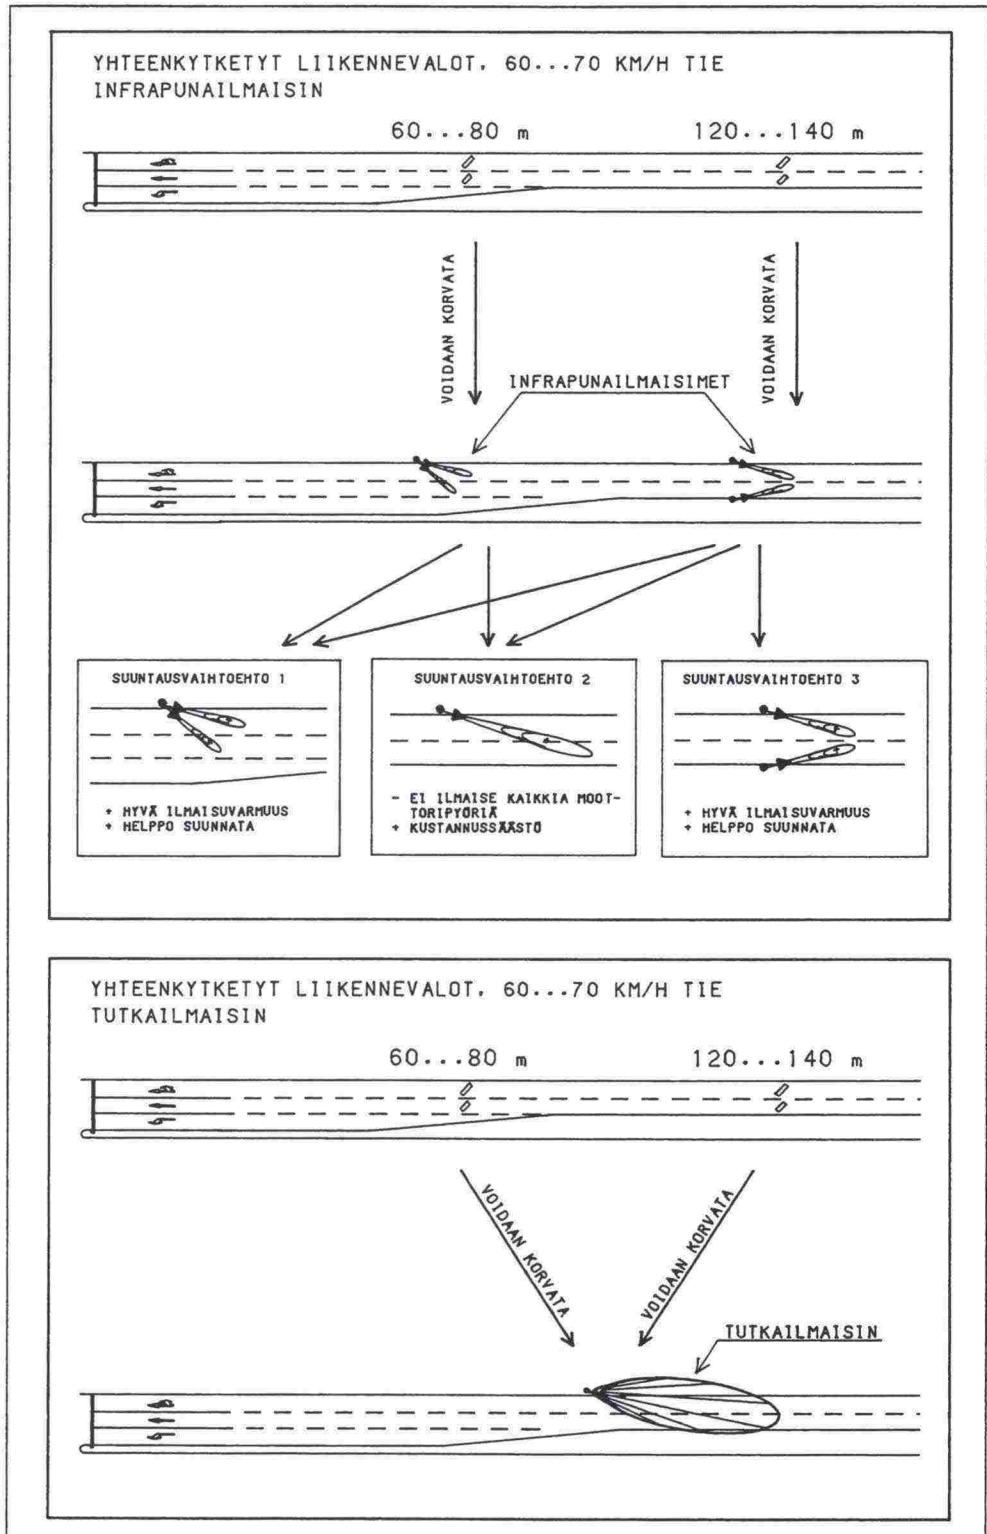 YHTEENKYTKETYT LIIKENNEVALOT. 60...70 KM/H TIE
INFRAPUNAILMAISIN
60...80 m
120...140 m
VOIDAAN KORVATA
VOIDAAN KORVATA
INFRAPUNAILMAISIMET
SUUNTAUSVAIHTOEHTO 1
+ HYVÄ ILMAISUVARMUUS
+ HELPPO SUUNNATA
SUUNTAUSVAIHTOEHTO 2
- EI ILMAISE KAIKKIA MOOT-
TORIPYÖRIÄ
+ KUSTANNUSSÄÄSTÖ
SUUNTAUSVAIHTOEHTO 3
+ HYVÄ ILMAISUVARMUUS
+ HELPPO SUUNNATA
YHTEENKYTKETYT LIIKENNEVALOT. 60...70 KM/H TIE
TUTKAILMAISIN
60...80 m
120...140 m
VOIDAAN KORVATA
VOIDAAN KORVATA
TUTKAILMAISIN